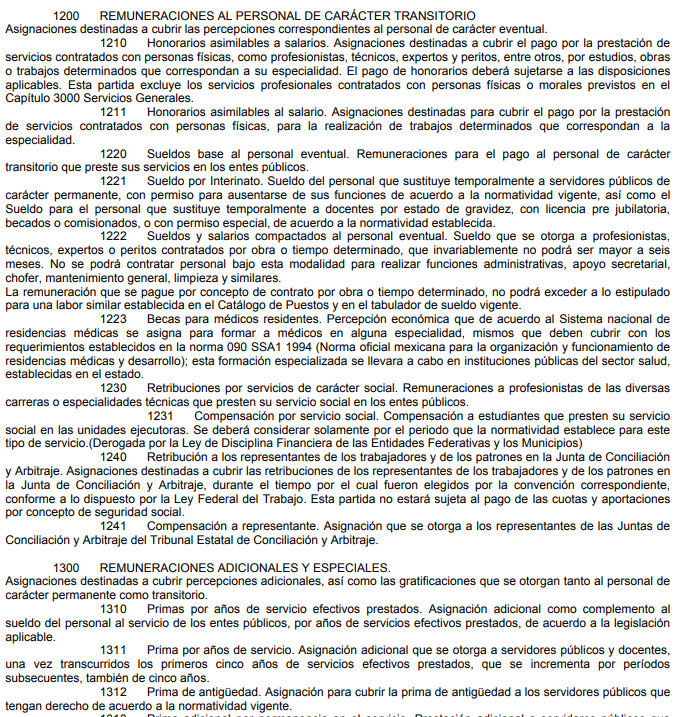 1200 REMUNERACIONES AL PERSONAL DE CARÁCTER TRANSITORIO
Asignaciones destinadas a cubrir las percepciones correspondientes al personal de carácter eventual.
1210 Honorarios asimilables a salarios. Asignaciones destinadas a cubrir el pago por la prestación de
servicios contratados con personas físicas, como profesionistas, técnicos, expertos y peritos, entre otros, por estudios, obras
o trabajos determinados que correspondan a su especialidad. El pago de honorarios deberá sujetarse a las disposiciones
aplicables. Esta partida excluye los servicios profesionales contratados con personas físicas o morales previstos en el
Capítulo 3000 Servicios Generales.
1211 Honorarios asimilables al salario. Asignaciones destinadas para cubrir el pago por la prestación
de servicios contratados con personas físicas, para la realización de trabajos determinados que correspondan a la
especialidad.
1220 Sueldos base al personal eventual. Remuneraciones para el pago al personal de carácter
transitorio que preste sus servicios en los entes públicos.
1221 Sueldo por Interinato. Sueldo del personal que sustituye temporalmente a servidores públicos de
carácter permanente, con permiso para ausentarse de sus funciones de acuerdo a la normatividad vigente, así como el
Sueldo para el personal que sustituye temporalmente a docentes por estado de gravidez, con licencia pre jubilatoria,
becados o comisionados, o con permiso especial, de acuerdo a la normatividad establecida.
1222 Sueldos y salarios compactados al personal eventual. Sueldo que se otorga a profesionistas,
técnicos, expertos o peritos contratados por obra o tiempo determinado, que invariablemente no podrá ser mayor a seis
meses. No se podrá contratar personal bajo esta modalidad para realizar funciones administrativas, apoyo secretarial,
chofer, mantenimiento general, limpieza y similares.
La remuneración que se pague por concepto de contrato por obra o tiempo determinado, no podrá exceder a lo estipulado
para una labor similar establecida en el Catálogo de Puestos y en el tabulador de sueldo vigente.
1223 Becas para médicos residentes. Percepción económica que de acuerdo al Sistema nacional de
residencias médicas se asigna para formar a médicos en alguna especialidad, mismos que deben cubrir con los
requerimientos establecidos en la norma 090 SSA1 1994 (Norma oficial mexicana para la organización y funcionamiento de
residencias médicas y desarrollo); esta formación especializada se llevara a cabo en instituciones públicas del sector salud,
establecidas en el estado.
1230 Retribuciones por servicios de carácter social. Remuneraciones a profesionistas de las diversas
carreras o especialidades técnicas que presten su servicio social en los entes públicos.
1231 Compensación por servicio social. Compensación a estudiantes que presten su servicio
social en las unidades ejecutoras. Se deberá considerar solamente por el periodo que la normatividad establece para este
tipo de servicio.(Derogada por la Ley de Disciplina Financiera de las Entidades Federativas y los Municipios)
1240 Retribución a los representantes de los trabajadores y de los patrones en la Junta de Conciliación
y Arbitraje. Asignaciones destinadas a cubrir las retribuciones de los representantes de los trabajadores y de los patrones en
la Junta de Conciliación y Arbitraje, durante el tiempo por el cual fueron elegidos por la convención correspondiente,
conforme a lo dispuesto por la Ley Federal del Trabajo. Esta partida no estará sujeta al pago de las cuotas y aportaciones
por concepto de seguridad social.
1241 Compensación a representante. Asignación que se otorga a los representantes de las Juntas de
Conciliación y Arbitraje del Tribunal Estatal de Conciliación y Arbitraje.
1300 REMUNERACIONES ADICIONALES Y ESPECIALES.
Asignaciones destinadas a cubrir percepciones adicionales, así como las gratificaciones que se otorgan tanto al personal de
carácter permanente como transitorio.
1310 Primas por años de servicio efectivos prestados. Asignación adicional como complemento al
sueldo del personal al servicio de los entes públicos, por años de servicios efectivos prestados, de acuerdo a la legislación
aplicable.
1311 Prima por años de servicio. Asignación adicional que se otorga a servidores públicos y docentes,
una vez transcurridos los primeros cinco años de servicios efectivos prestados, que se incrementa por períodos
subsecuentes, también de cinco años.
1312 Prima de antigüedad. Asignación para cubrir la prima de antigüedad a los servidores públicos que
tengan derecho de acuerdo a la normatividad vigente.